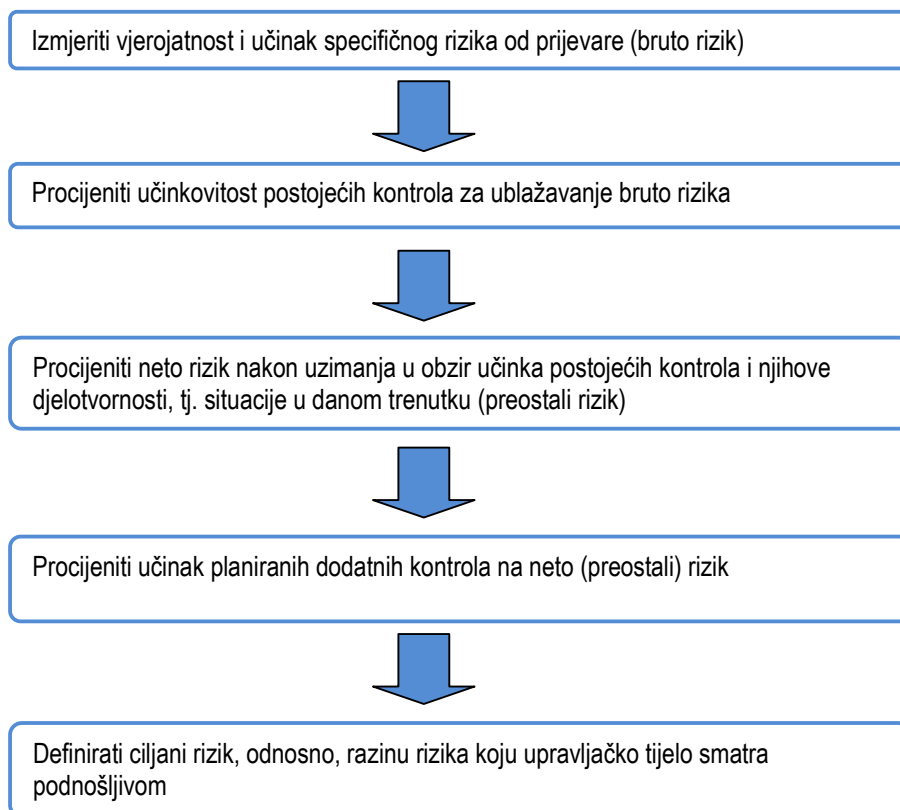 Izmjeriti vjerojatnost i učinak specifičnog rizika od prijevare (bruto rizik)
Procijeniti učinkovitost postojećih kontrola za ublažavanje bruto rizika
Procijeniti neto rizik nakon uzimanja u obzir učinka postojećih kontrola i njihove
djelotvornosti, tj. situacije u danom trenutku (preostali rizik)
Procijeniti učinak planiranih dodatnih kontrola na neto (preostali) rizik
Definirati ciljani rizik, odnosno, razinu rizika koju upravljačko tijelo smatra
podnošljivom